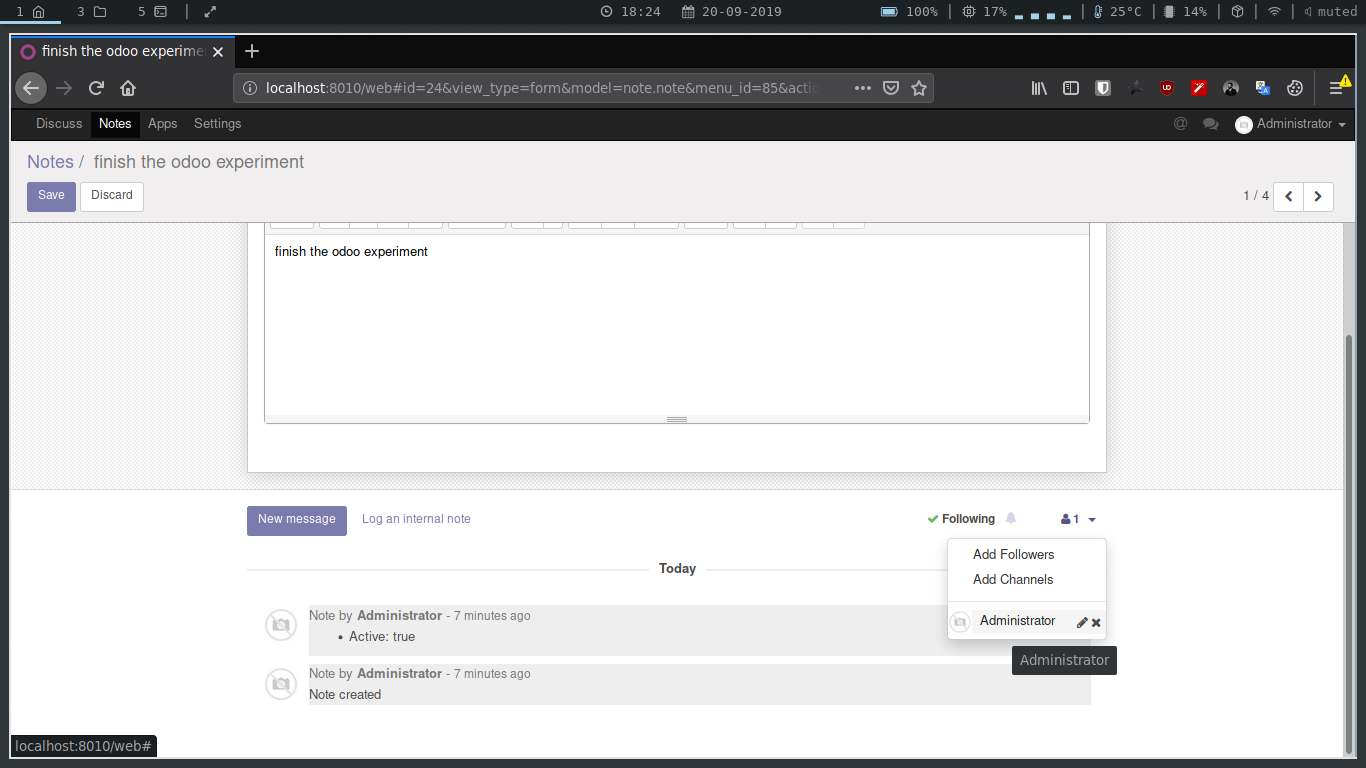 1 3 5 18:24 20-09-2019 100% 17% 25°C 14% muted
finish the odoo experime
localhost:8010/web#id=24&view_type=form&model=note.note&menu_id=85&actic
Discuss Notes Apps Settings @ Administrator
Notes / finish the odoo experiment
Save Discard 1 / 4
finish the odoo experiment
New message Log an internal note Following 1
Add Followers
Today
Add Channels
Note by Administrator - 7 minutes ago
Administrator
• Active: true
Administrator
Note by Administrator - 7 minutes ago
Note created
localhost:8010/web#